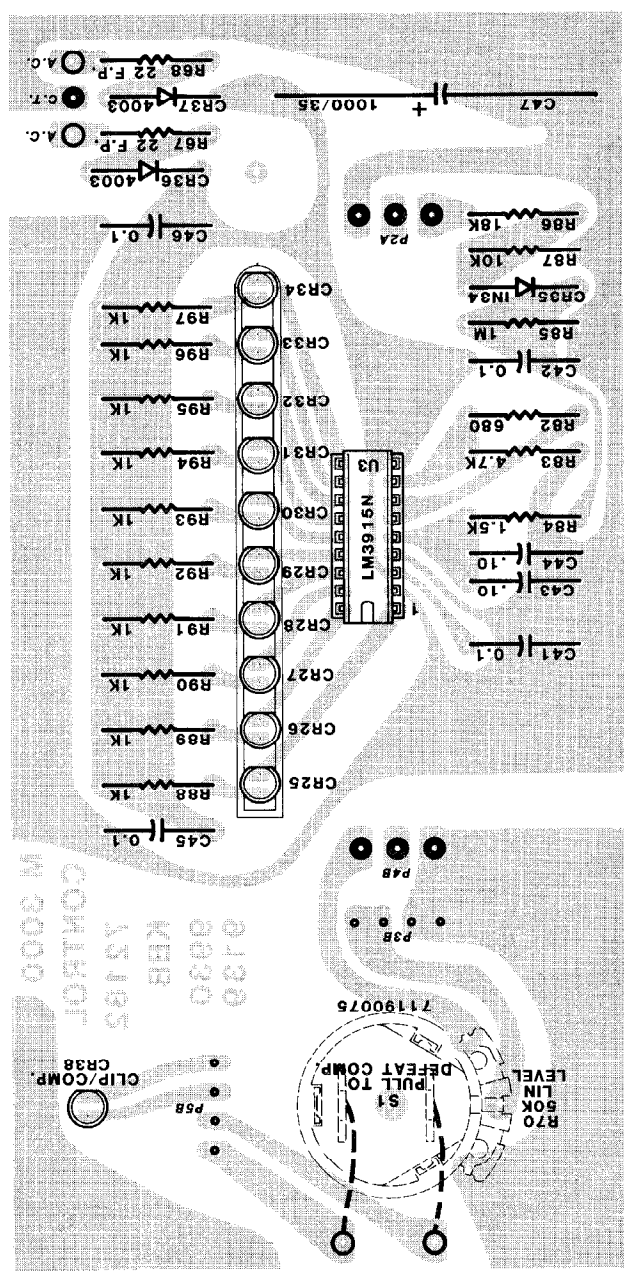 R70
50K
LIN
LEVEL
S1
PULL TO
DEFEAT COMP.
71190075
P5B
CR38
CLIP/COMP.
M 3000
CONTROL
KEB
P3B
P4B
C45 0.1
CR25
R88 1K
CR26
R89 1K
CR27
R90 1K
C41 0.1
1
CR28
R91 1K
C43 .10
C44 .10
CR29
R92 1K
R84 1.5K
LM3915N
U3
CR30
R93 1K
R83 4.7K
CR31
R94 1K
R82 680
CR32
R95 1K
C42 0.1
CR33
R96 1K
R85 1M
R97 1K
CR35 IN34
CR34
R87 10K
P2A
C46 0.1
R86 18K
CR36 4003
R67 22 F.P.
A.C.
C47 + 1000/35
CR37 4003
C.T.
R68 22 F.P.
A.C.